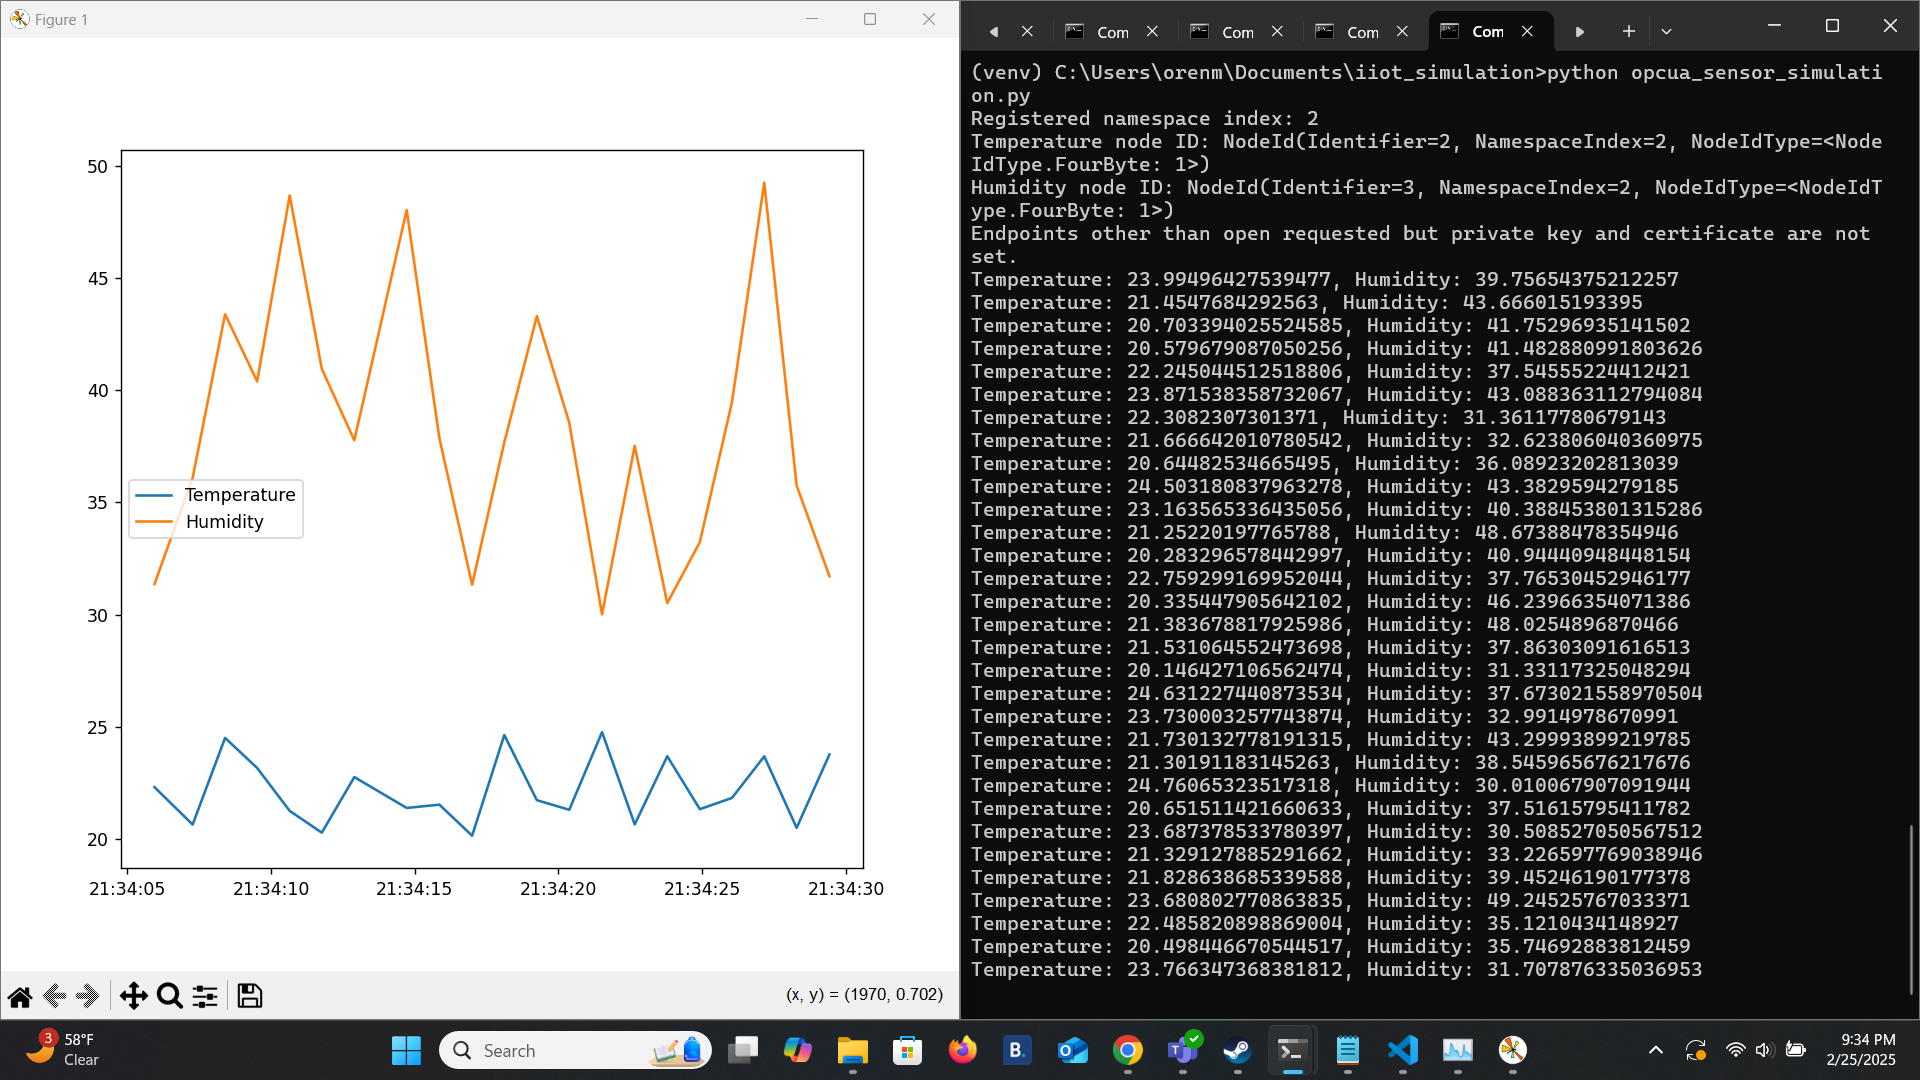 Figure 1
50
45
40
35
30
25
20
Temperature
Humidity
21:34:05 21:34:10 21:34:15 21:34:20 21:34:25 21:34:30
(x, y) = (1970, 0.702)
Com Com Com Com
(venv) C:\Users\orenm\Documents\iiot_simulation>python opcua_sensor_simulati
on.py
Registered namespace index: 2
Temperature node ID: NodeId(Identifier=2, NamespaceIndex=2, NodeIdType=<Node
IdType.FourByte: 1>)
Humidity node ID: NodeId(Identifier=3, NamespaceIndex=2, NodeIdType=<NodeIdT
ype.FourByte: 1>)
Endpoints other than open requested but private key and certificate are not
set.
Temperature: 23.99496427539477, Humidity: 39.75654375212257
Temperature: 21.4547684292563, Humidity: 43.666015193395
Temperature: 20.703394025524585, Humidity: 41.75296935141502
Temperature: 20.579679087050256, Humidity: 41.4828809918036​26
Temperature: 22.245044512518806, Humidity: 37.54555224412421
Temperature: 23.871538358732067, Humidity: 43.088363112794084
Temperature: 22.3082307301371, Humidity: 31.36117780679143
Temperature: 21.666642010780542, Humidity: 32.623806040360975
Temperature: 20.64482534665495, Humidity: 36.08923202813039
Temperature: 24.503180837963278, Humidity: 43.3829594279185
Temperature: 23.163565336435056, Humidity: 40.388453801315286
Temperature: 21.25220197765788, Humidity: 48.67388478354946
Temperature: 20.283296578442997, Humidity: 40.94440948448154
Temperature: 22.759299169952044, Humidity: 37.76530452946177
Temperature: 20.335447905642102, Humidity: 46.23966354071386
Temperature: 21.383678817925986, Humidity: 48.0254896870466
Temperature: 21.531064552473698, Humidity: 37.86303091616513
Temperature: 20.146427106562474, Humidity: 31.33117325048294
Temperature: 24.631227440873534, Humidity: 37.673021558970504
Temperature: 23.730003257743874, Humidity: 32.9914978670991
Temperature: 21.730132778191315, Humidity: 43.29993899219785
Temperature: 21.30191183145263, Humidity: 38.545965676217676
Temperature: 24.76065323517318, Humidity: 30.010067907091944
Temperature: 20.651511421660633, Humidity: 37.51615795411782
Temperature: 23.687378533780397, Humidity: 30.508527050567512
Temperature: 21.329127885291662, Humidity: 33.226597769038946
Temperature: 21.828638685339588, Humidity: 39.45246190177378
Temperature: 23.680802770863835, Humidity: 49.24525767033371
Temperature: 22.485820898869004, Humidity: 35.1210434148927
Temperature: 20.498446670544517, Humidity: 35.74692883812459
Temperature: 23.766347368381812, Humidity: 31.707876335036953
3
58°F
Clear
Search
B.
9:34 PM
2/25/2025